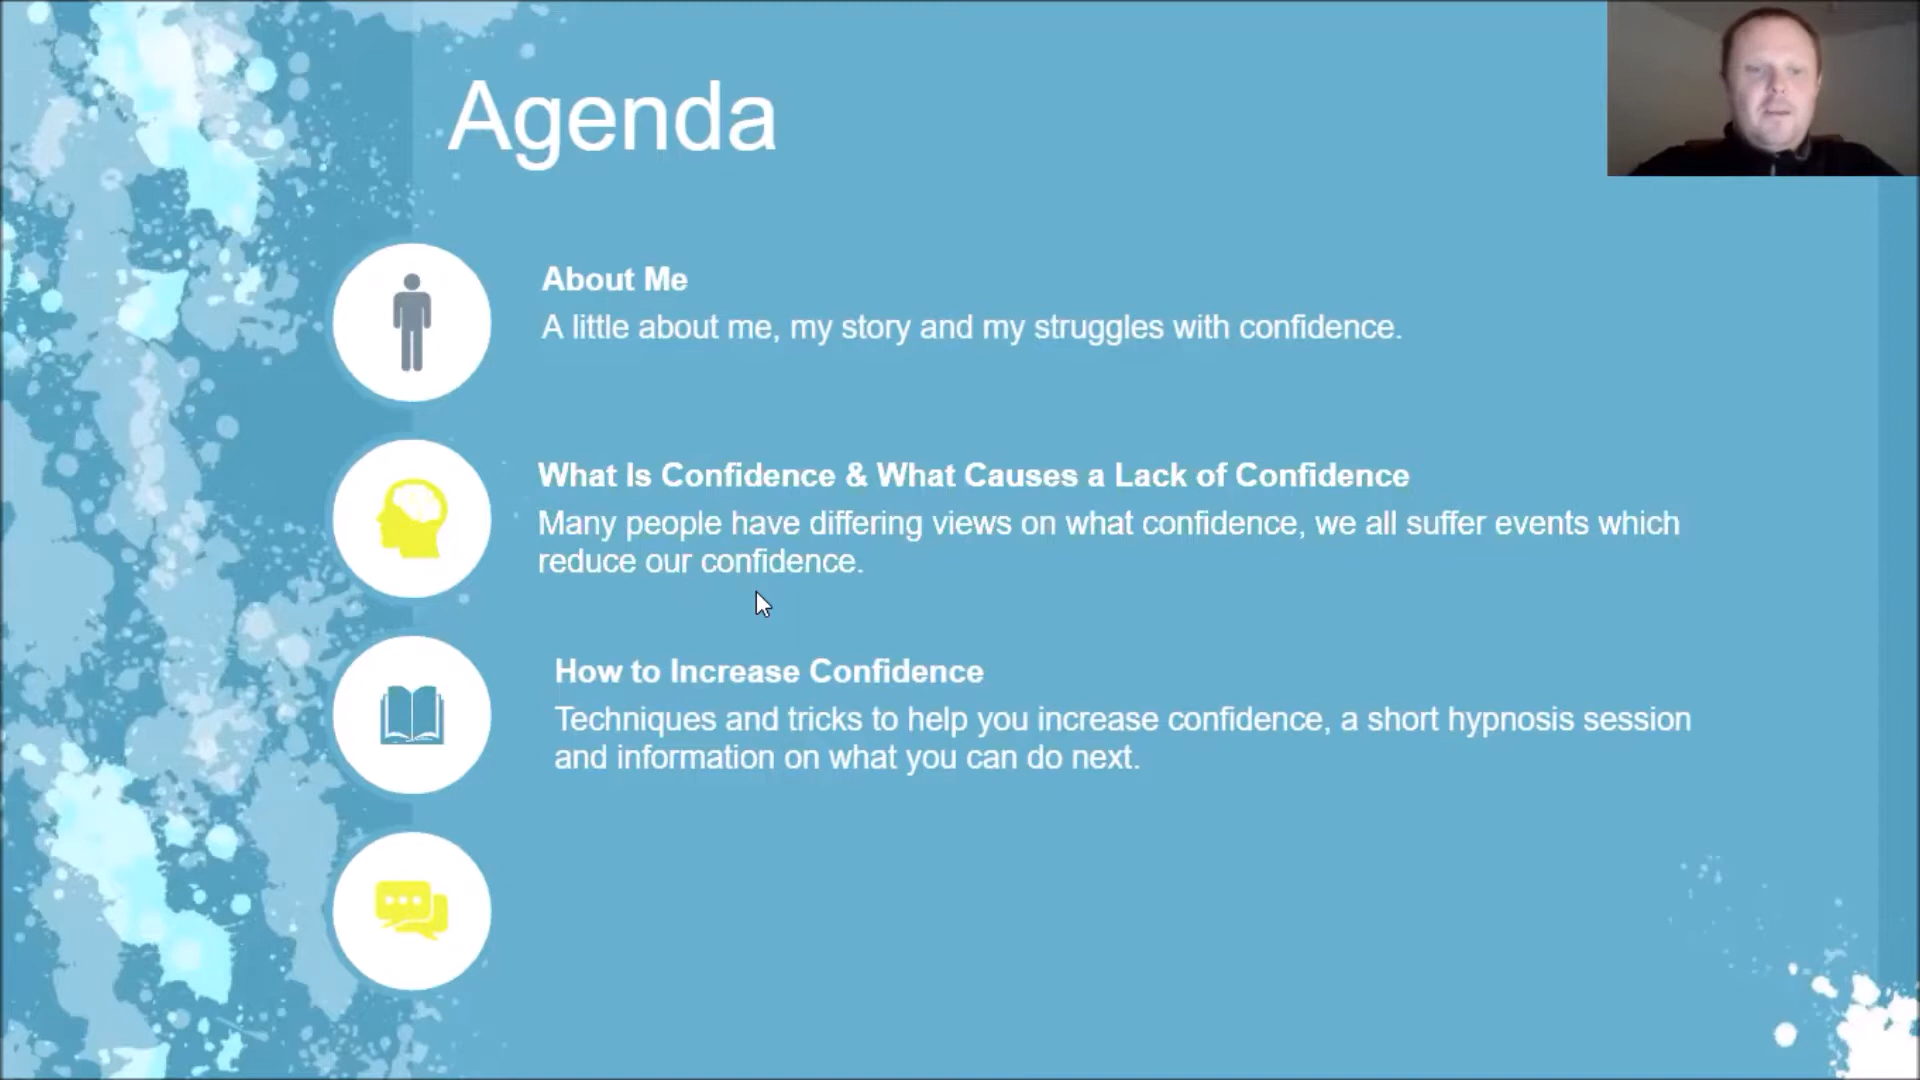 Agenda
About Me
A little about me, my story and my struggles with confidence.
What Is Confidence & What Causes a Lack of Confidence
Many people have differing views on what confidence, we all suffer events which
reduce our confidence.
How to Increase Confidence
Techniques and tricks to help you increase confidence, a short hypnosis session
and information on what you can do next.